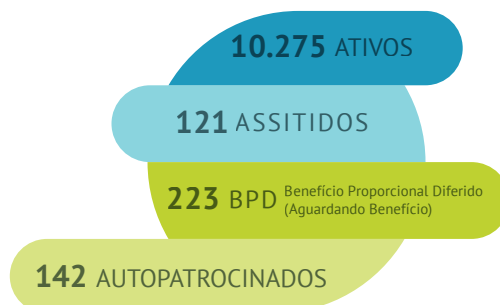 10.275 ATIVOS
121 ASSITIDOS
223 BPD Benefício Proporcional Diferido
(Aguardando Benefício)
142 AUTOPATROCINADOS